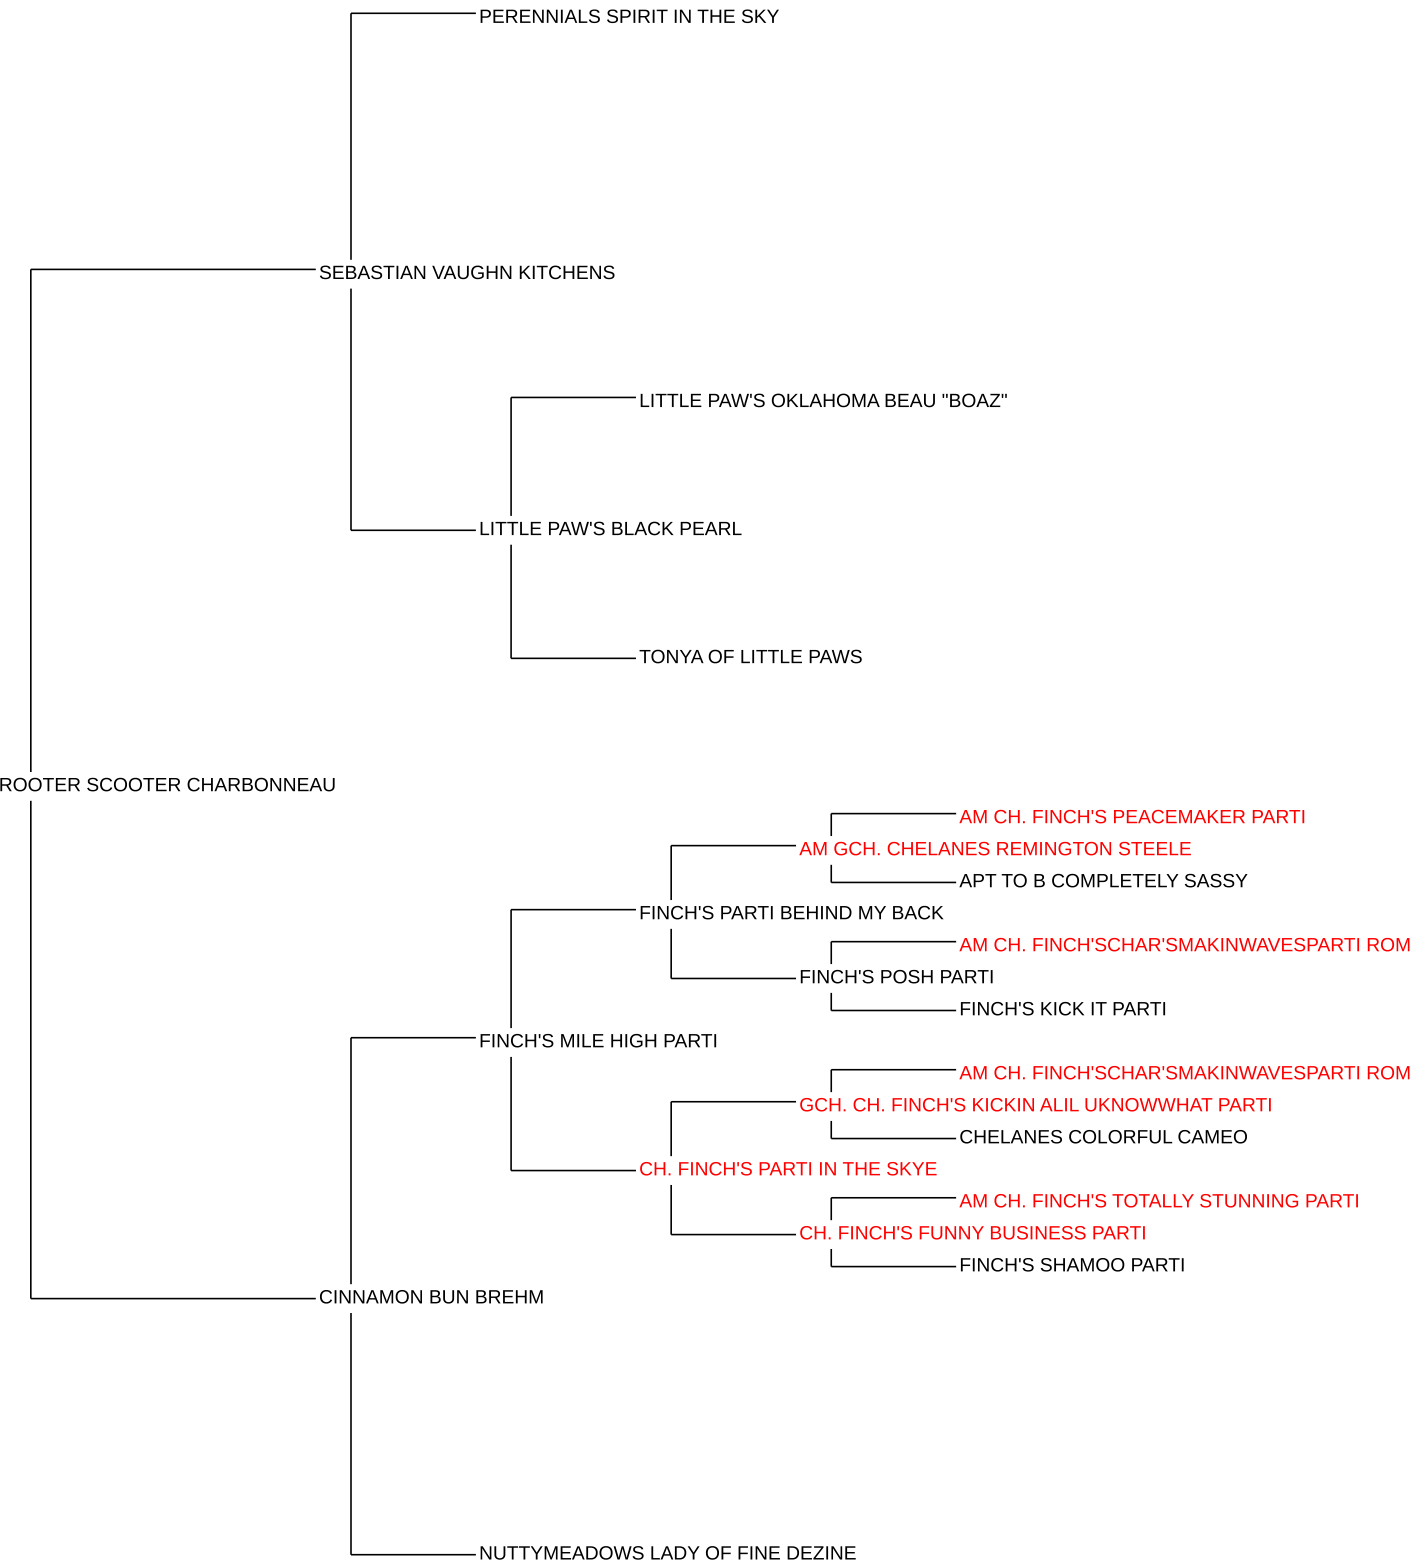 PERENNIALS SPIRIT IN THE SKY
SEBASTIAN VAUGHN KITCHENS
LITTLE PAW'S OKLAHOMA BEAU "BOAZ"
LITTLE PAW'S BLACK PEARL
TONYA OF LITTLE PAWS
ROOTER SCOOTER CHARBONNEAU
AM CH. FINCH'S PEACEMAKER PARTI
AM GCH. CHELANES REMINGTON STEELE
APT TO B COMPLETELY SASSY
FINCH'S PARTI BEHIND MY BACK
AM CH. FINCH'SCHAR'SMAKINWAVESPARTI ROM
FINCH'S POSH PARTI
FINCH'S KICK IT PARTI
FINCH'S MILE HIGH PARTI
AM CH. FINCH'SCHAR'SMAKINWAVESPARTI ROM
GCH. CH. FINCH'S KICKIN ALIL UKNOWWHAT PARTI
CHELANES COLORFUL CAMEO
CH. FINCH'S PARTI IN THE SKYE
AM CH. FINCH'S TOTALLY STUNNING PARTI
CH. FINCH'S FUNNY BUSINESS PARTI
FINCH'S SHAMOO PARTI
CINNAMON BUN BREHM
NUTTYMEADOWS LADY OF FINE DEZINE